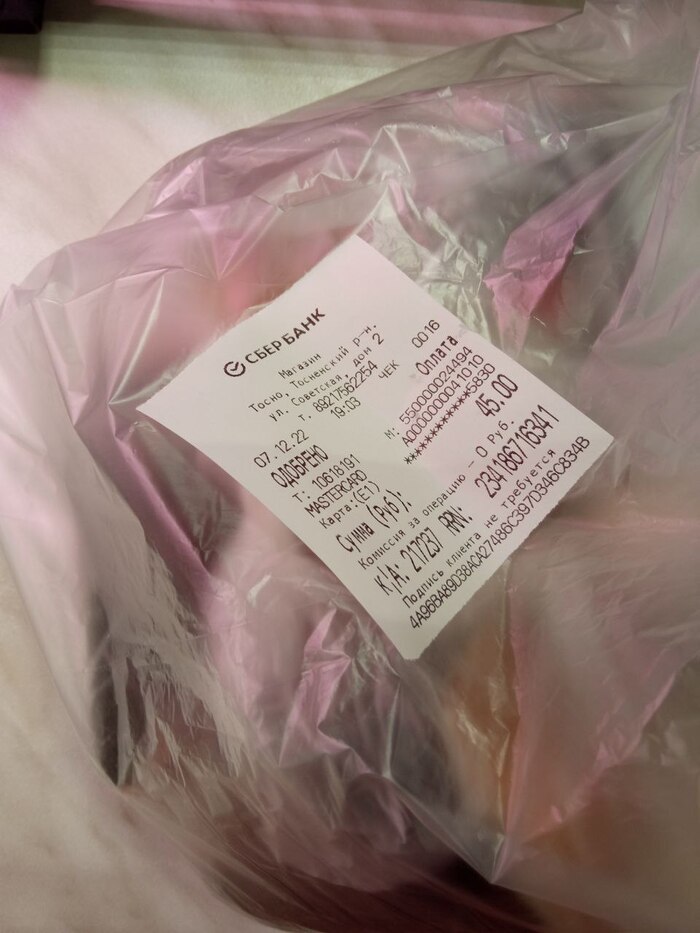 СБЕРБАНК
Магазин
Тосно, Тосненский р-н.
ул. Советская, дом 2
т. 89217562254
19:03 ЧЕК 0016
07.12.22
ОДОБРЕНО Оплата
Т: 10618191 М: 550000024494
MASTERCARD A0000000041010
Карта:(E1) ************5830
Сумма (Руб): 45.00
Комиссия за операцию – 0 Руб.
К/А: 217237 RRN: 234186716341
Подпись клиента не требуется
4A96BA89D38ACA27486C397D346C834B